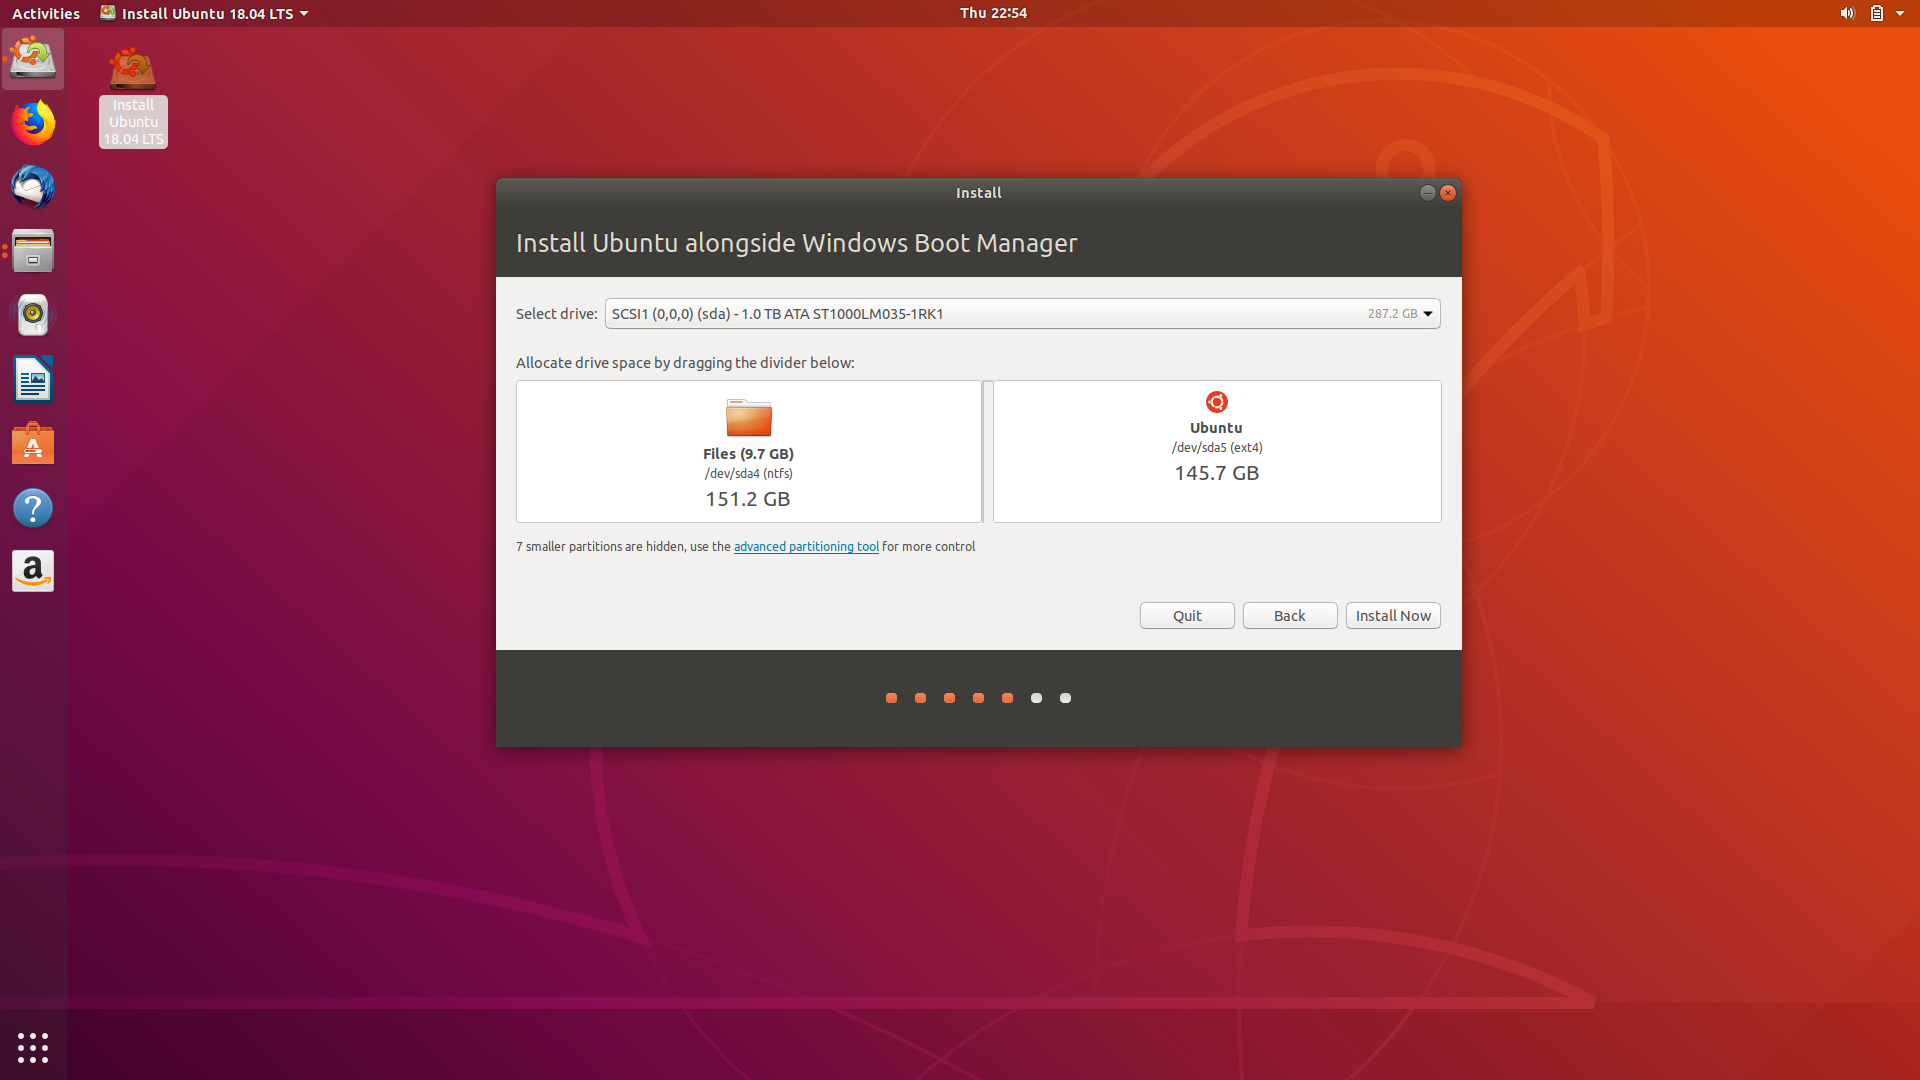 Activities
Install Ubuntu 18.04 LTS
Thu 22:54
Install
Ubuntu
18.04 LTS
Install
Install Ubuntu alongside Windows Boot Manager
Select drive: SCSI1 (0,0,0) (sda) - 1.0 TB ATA ST1000LM035-1RK1 287.2 GB
Allocate drive space by dragging the divider below:
Files (9.7 GB)
/dev/sda4 (ntfs)
151.2 GB
Ubuntu
/dev/sda5 (ext4)
145.7 GB
7 smaller partitions are hidden, use the advanced partitioning tool for more control
Quit
Back
Install Now